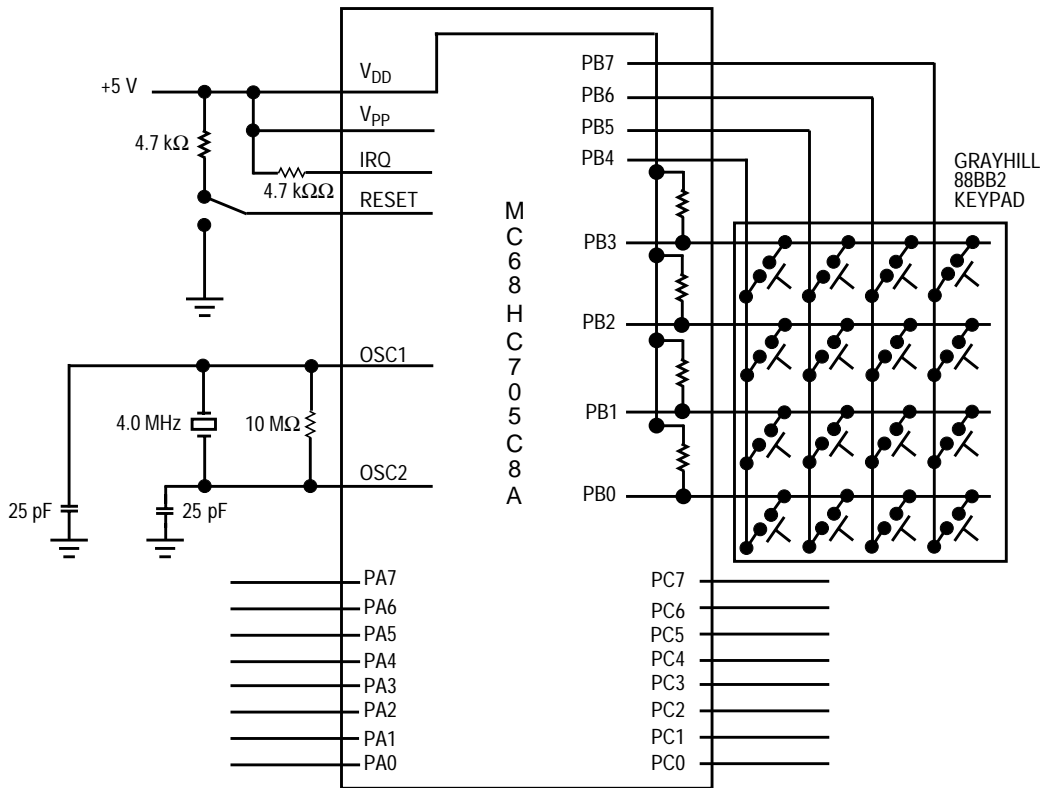 +5 V
VDD
VPP
IRQ
RESET
4.7 kΩ
4.7 kΩΩ
OSC1
OSC2
4.0 MHz
10 MΩ
25 pF
25 pF
PA7
PA6
PA5
PA4
PA3
PA2
PA1
PA0
M
C
6
8
H
C
7
0
5
C
8
A
PB7
PB6
PB5
PB4
PB3
PB2
PB1
PB0
GRAYHILL
88BB2
KEYPAD
PC7
PC6
PC5
PC4
PC3
PC2
PC1
PC0